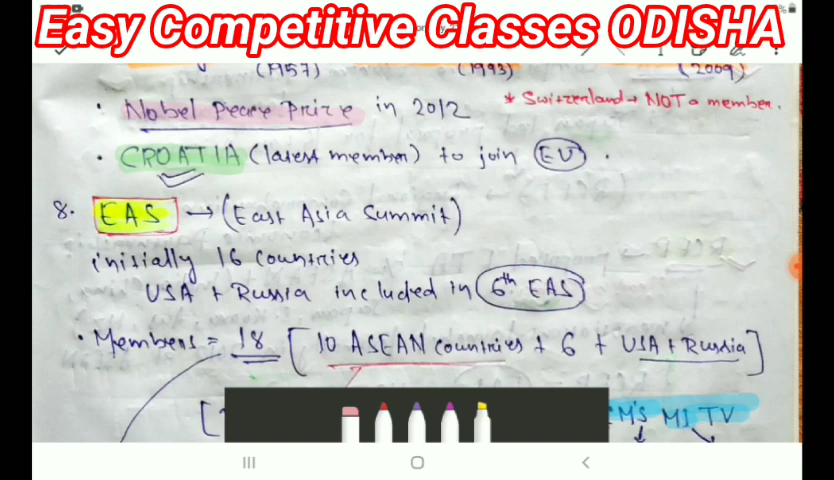 Easy Competitive Classes ODISHA
(1957) (1993) (2009)
• Nobel Peace Prize in 2012 * Switzerland → NOT a member.
• CROATIA (latest member) to join EU.
8. EAS → (East Asia Summit)
initially 16 countries
USA + Russia included in 6th EAS
• Members = 18 [10 ASEAN countries + 6 + USA + Russia]
[ M'S MI TV